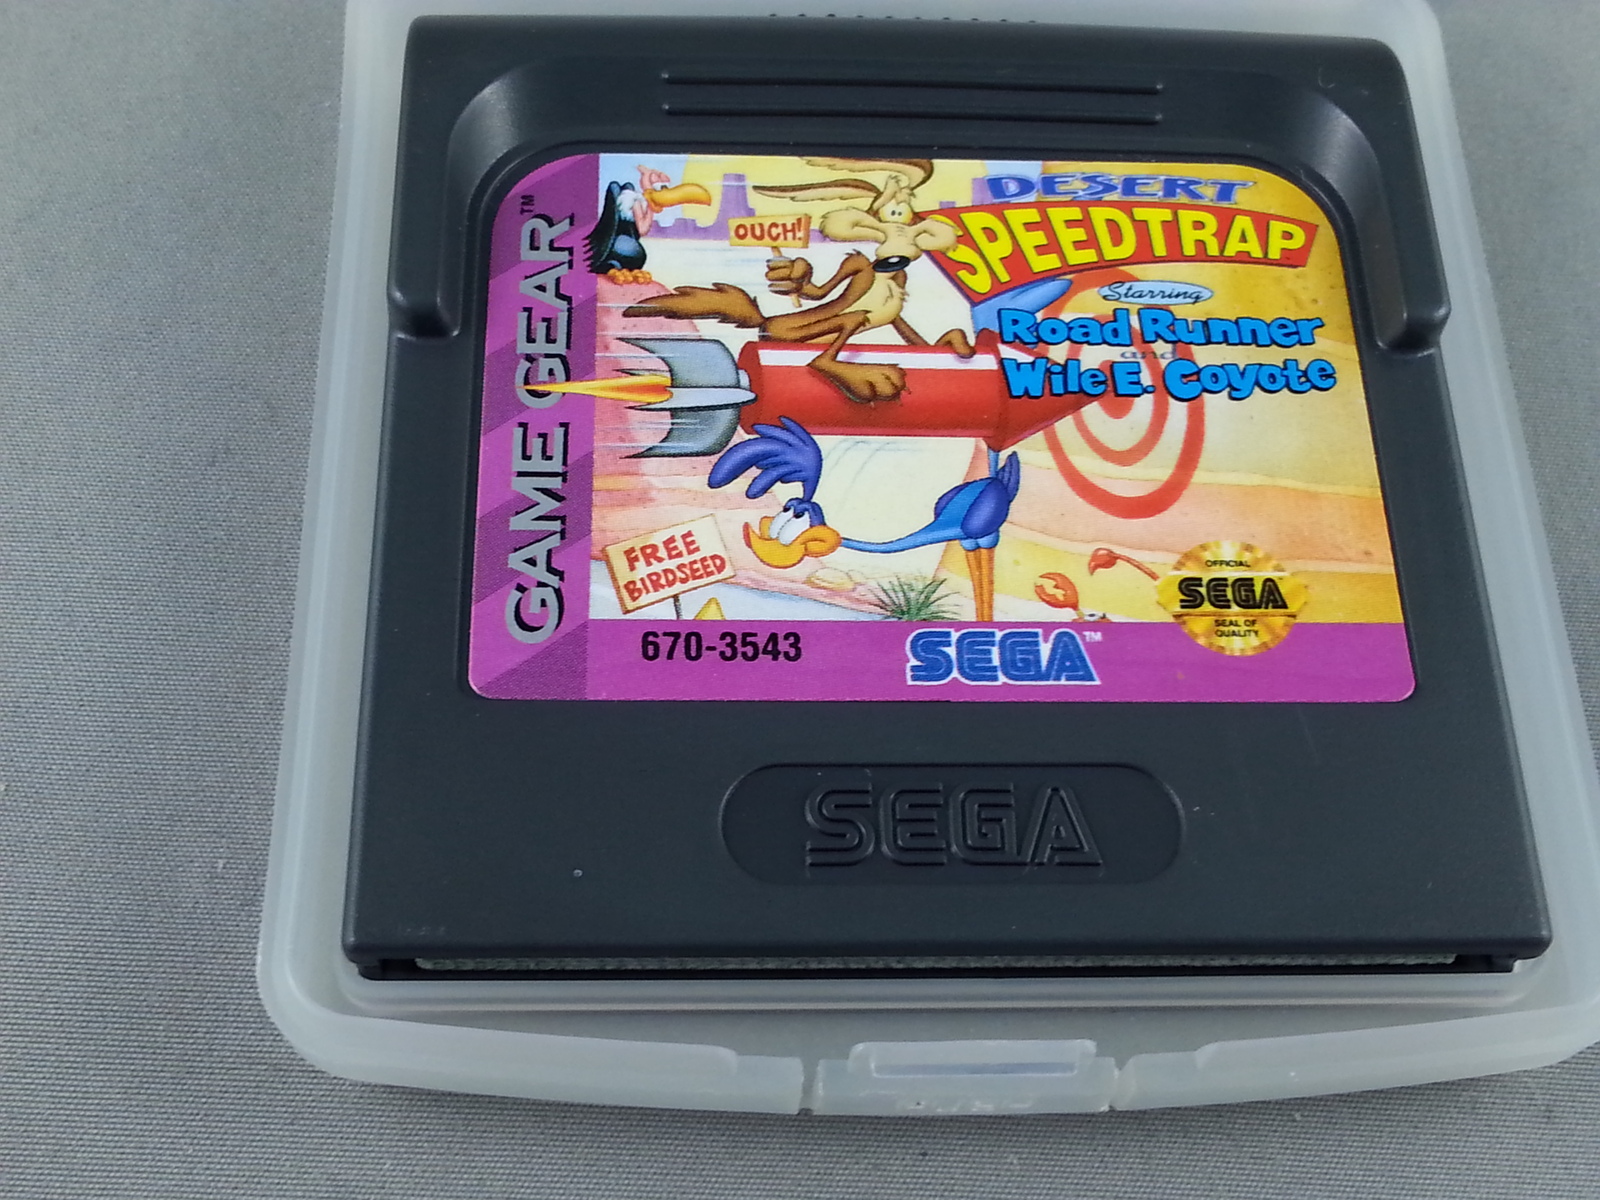 GAME GEAR™
OUCH!
DESERT
SPEEDTRAP
Starring
Road Runner
and
Wile E. Coyote
FREE
BIRDSEED
OFFICIAL
SEGA
SEAL OF
QUALITY
670-3543
SEGA™
SEGA